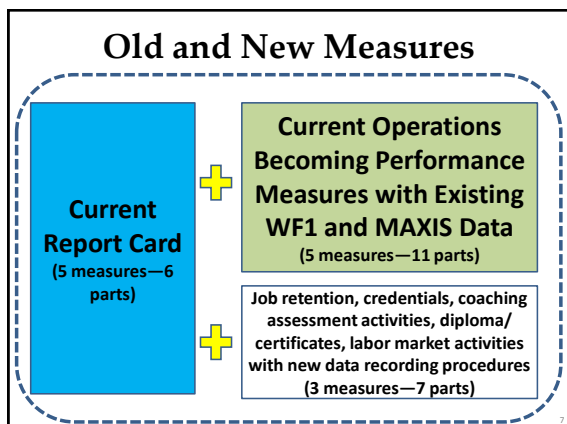 Old and New Measures
Current
Report Card
(5 measures—6
parts)
Current Operations
Becoming Performance
Measures with Existing
WF1 and MAXIS Data
(5 measures—11 parts)
Job retention, credentials, coaching
assessment activities, diploma/
certificates, labor market activities
with new data recording procedures
(3 measures—7 parts)
7